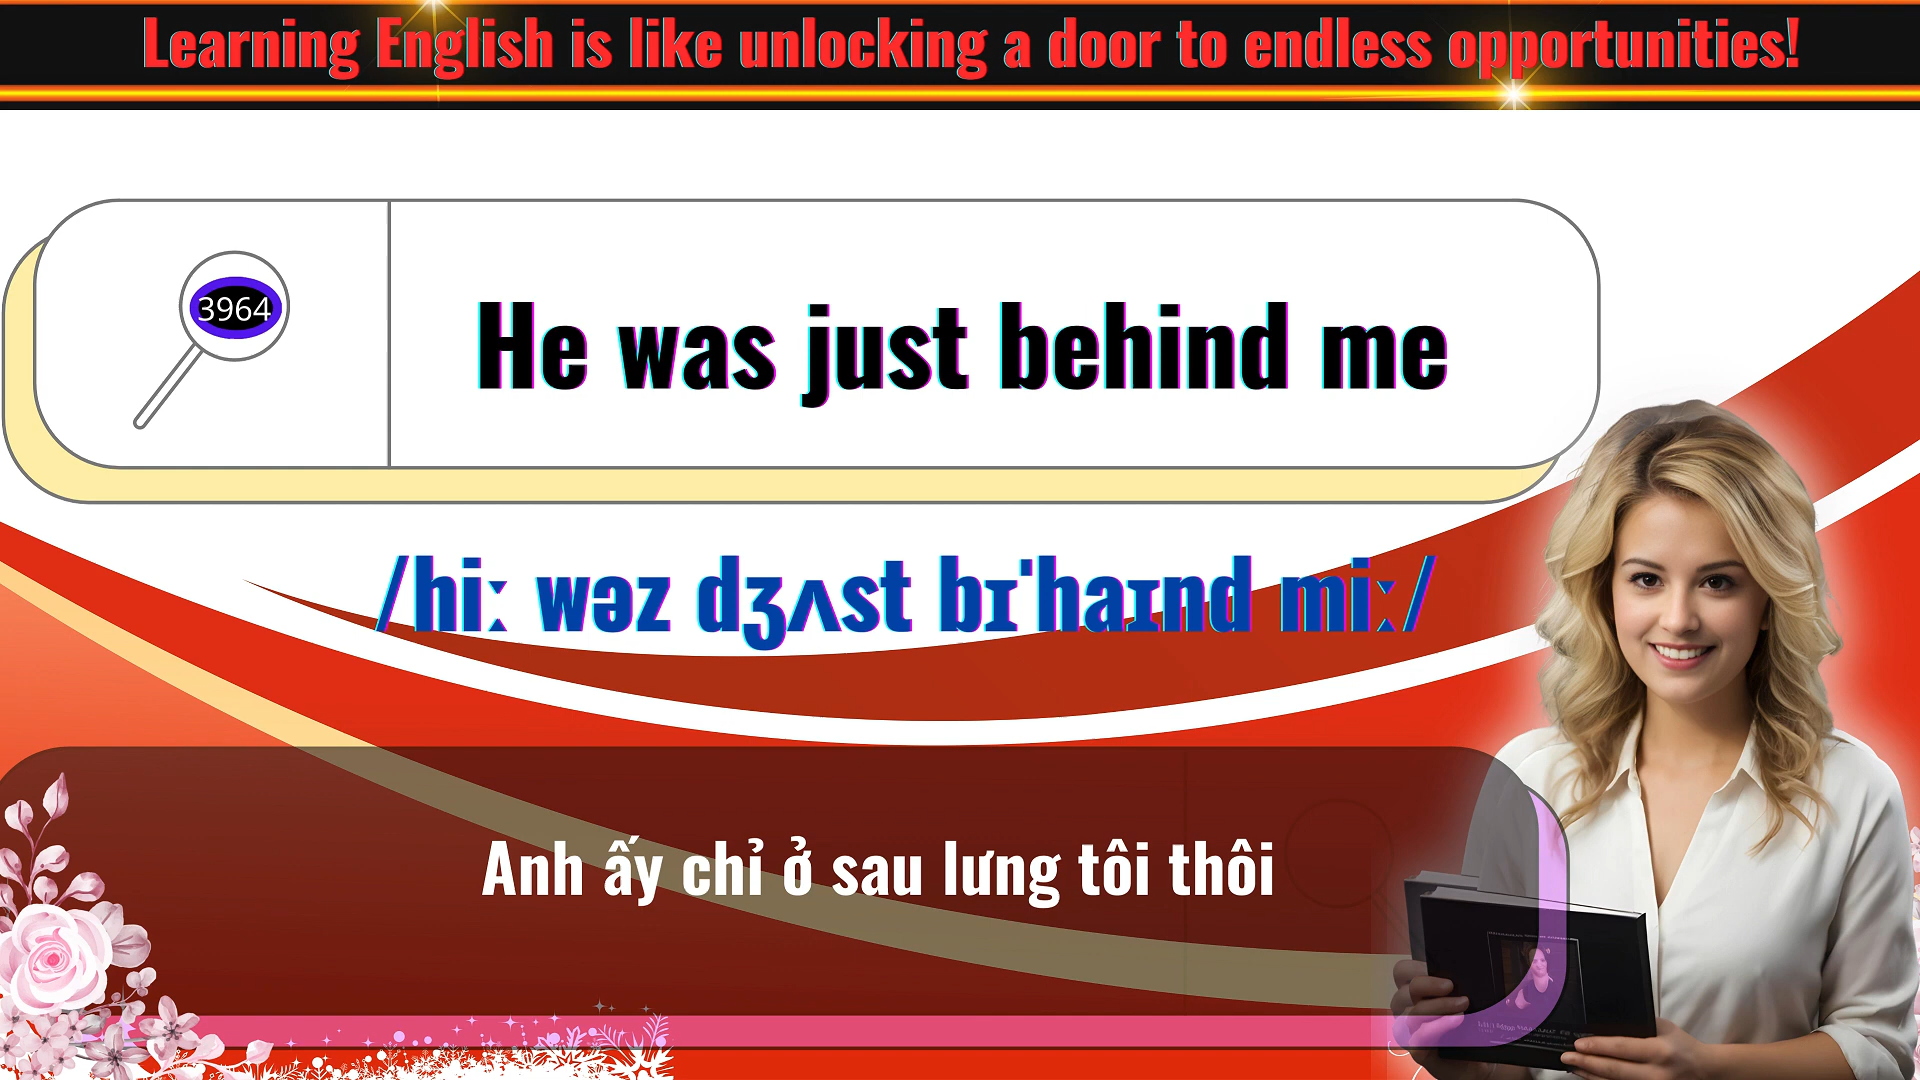 Learning English is like unlocking a door to endless opportunities!
3964
He was just behind me
/hiː wəz dʒʌst bɪˈhaɪnd miː/
Anh ấy chỉ ở sau lưng tôi thôi